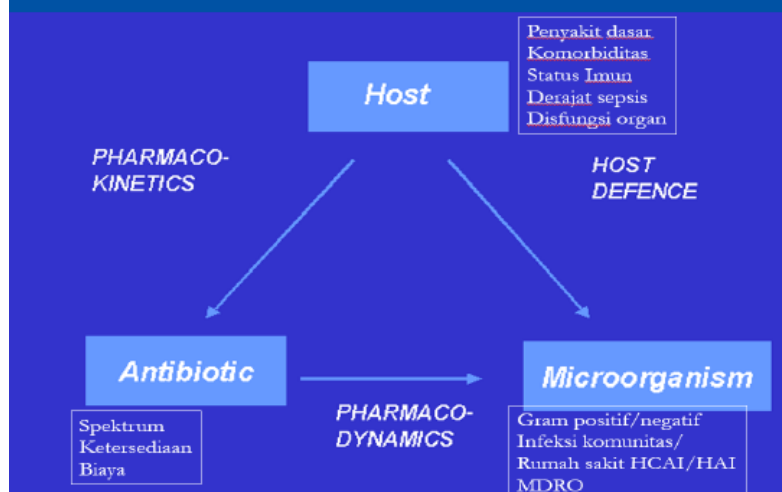 Penyakit dasar
Komorbiditas
Status Imun
Derajat sepsis
Disfungsi organ
Host
PHARMACO-
KINETICS
HOST
DEFENCE
Antibiotic
Microorganism
Spektrum
Ketersediaan
Biaya
PHARMACO-
DYNAMICS
Gram positif/negatif
Infeksi komunitas/
Rumah sakit HCAI/HAI
MDRO